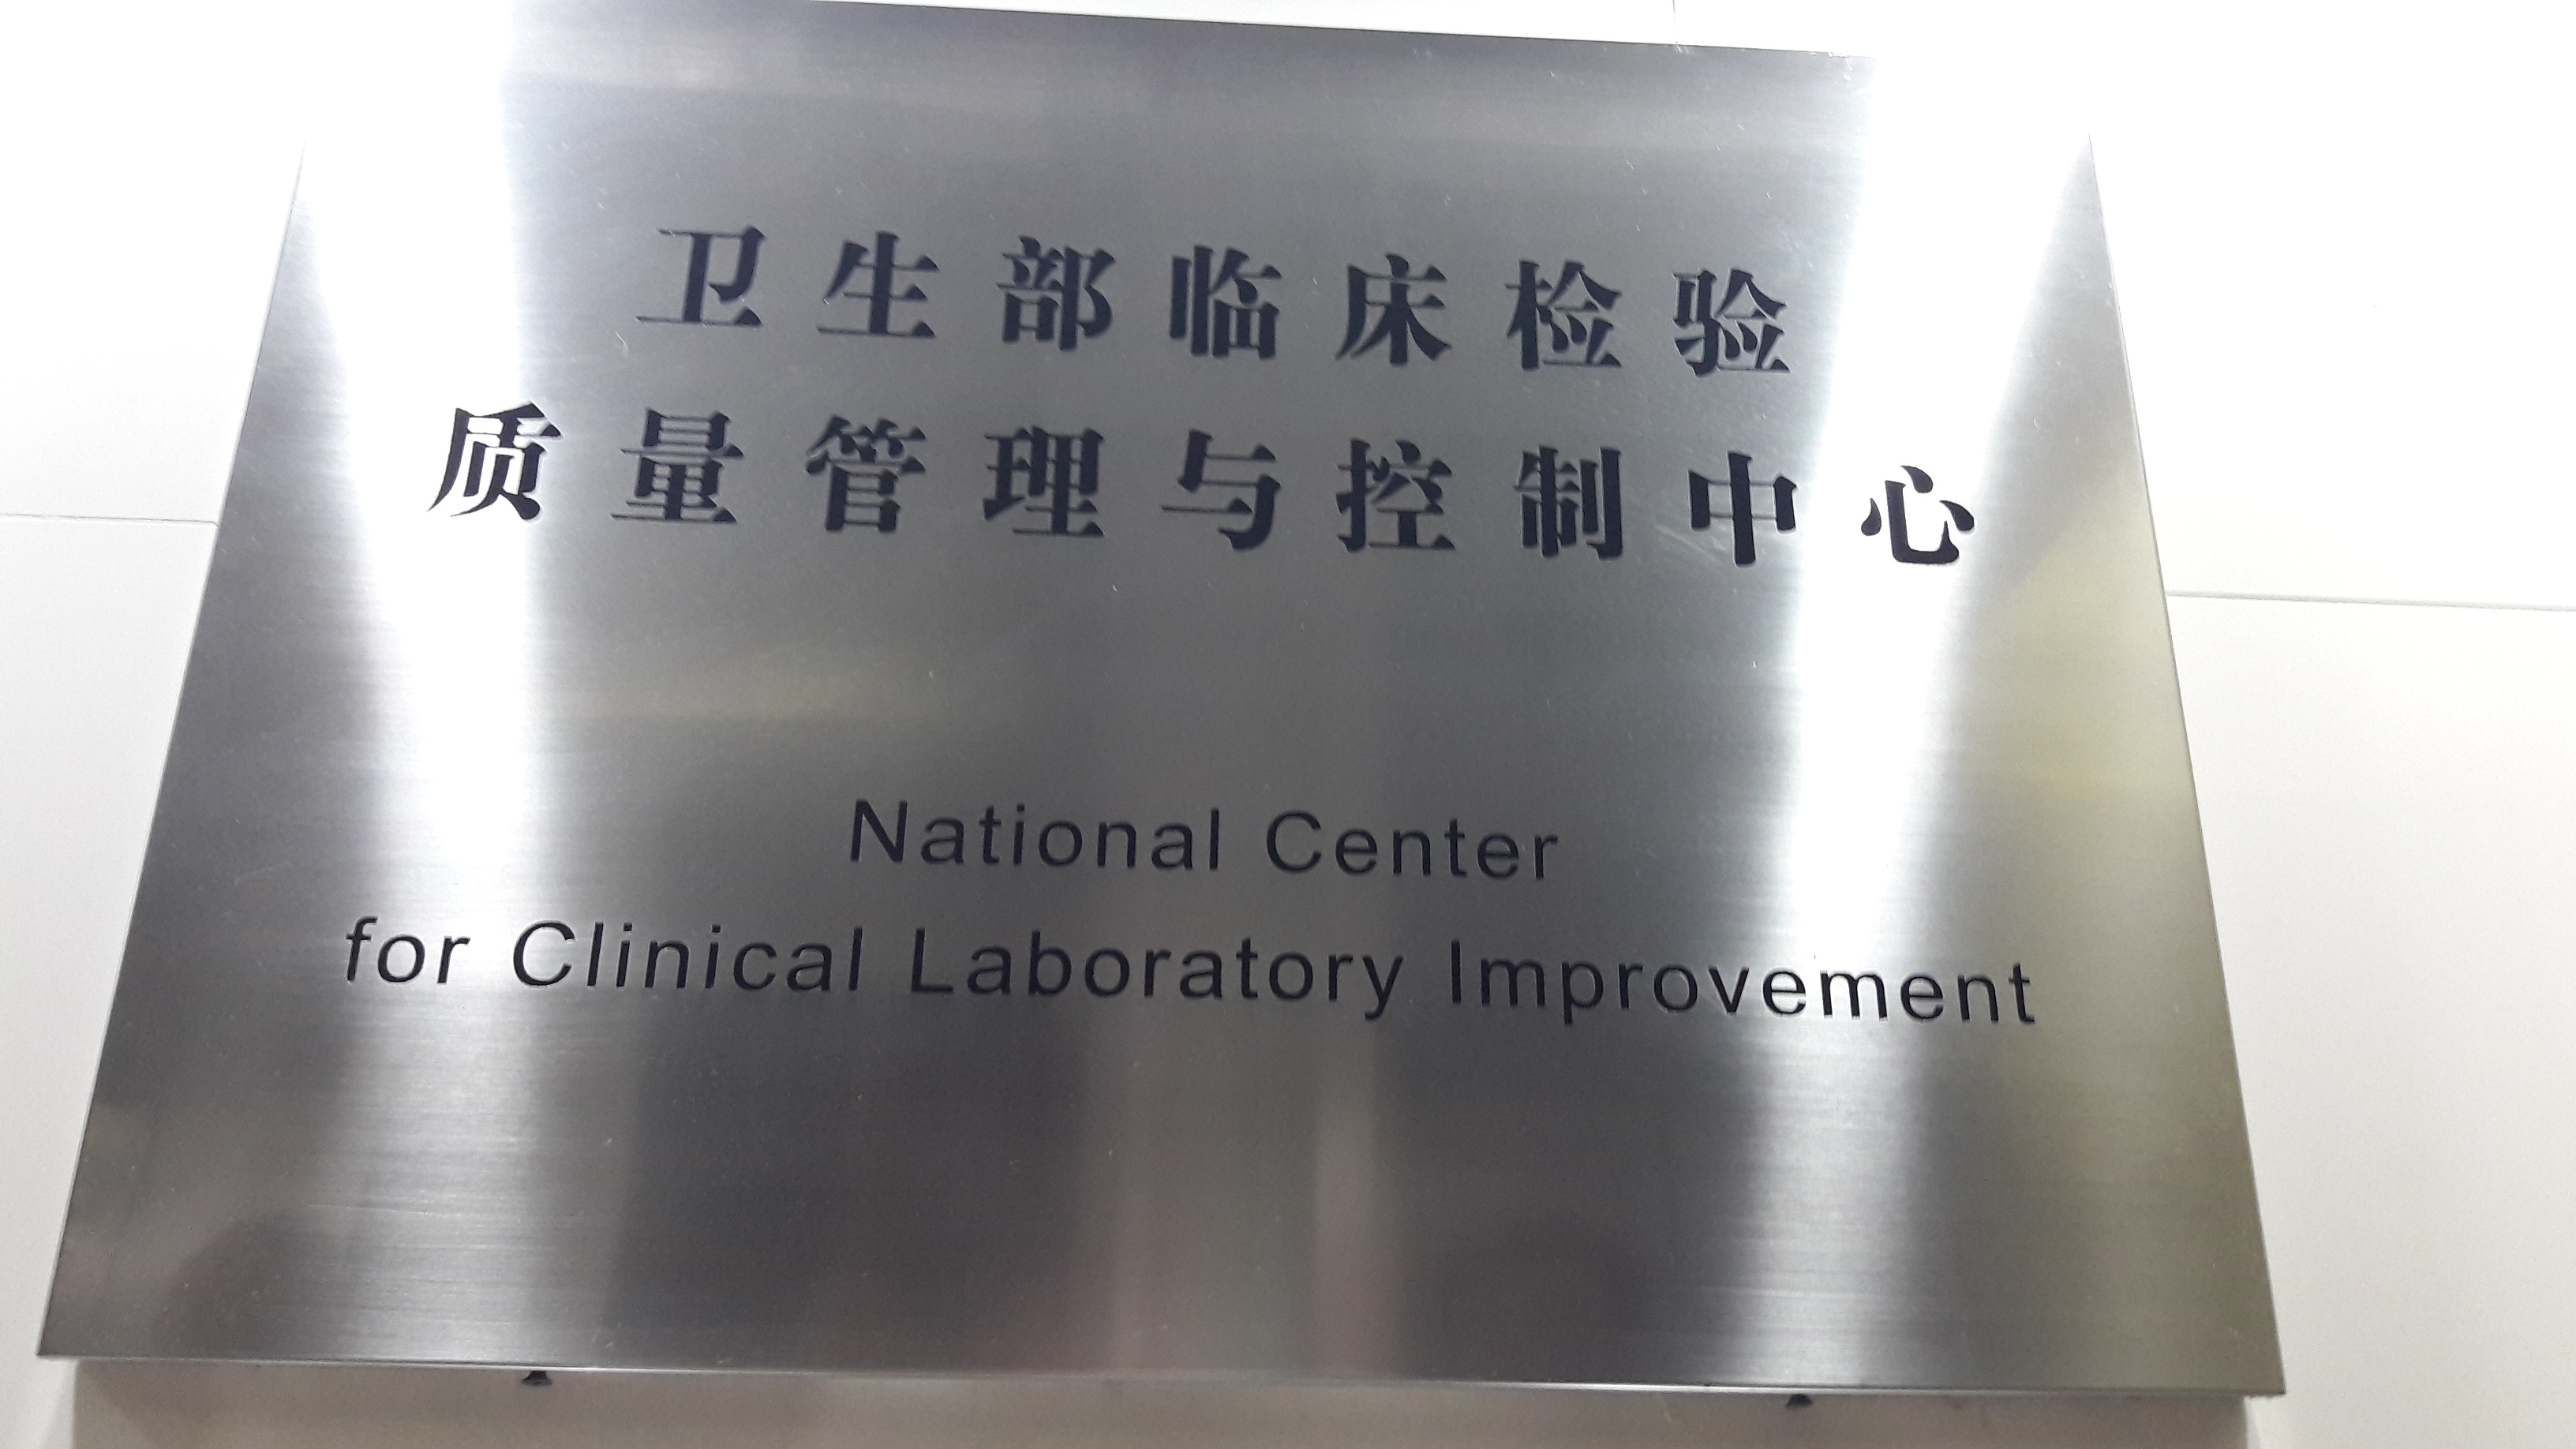 卫生部临床检验
质量管理与控制中心
National Center
for Clinical Laboratory Improvement